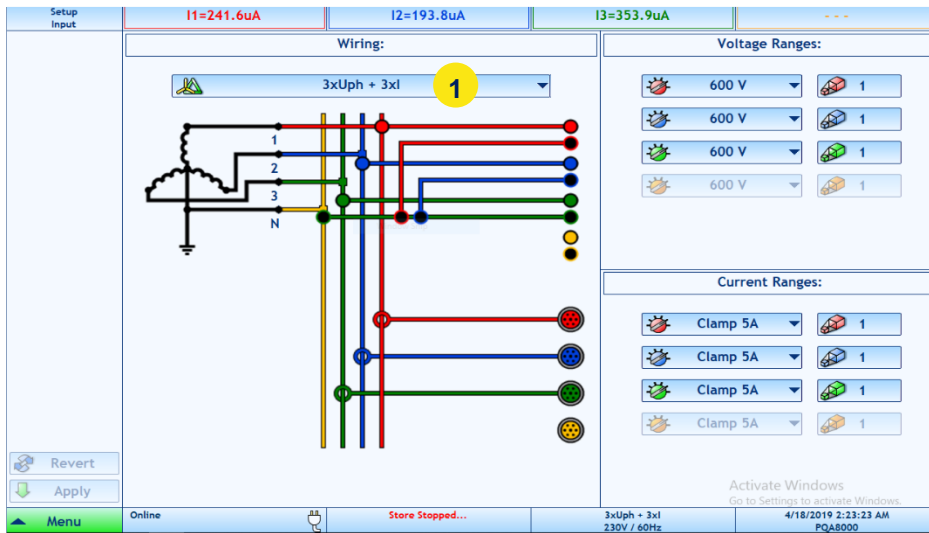 Setup
Input
I1=241.6uA
I2=193.8uA
I3=353.9uA
- - -
Wiring:
Voltage Ranges:
3xUph + 3xI
1
600 V
1
600 V
1
600 V
1
600 V
1
1
2
3
N
Current Ranges:
Clamp 5A
1
Clamp 5A
1
Clamp 5A
1
Clamp 5A
1
Revert
Apply
Activate Windows
Go to Settings to activate Windows.
Menu
Online
Store Stopped...
3xUph + 3xI
230V / 60Hz
4/18/2019 2:23:23 AM
PQA8000